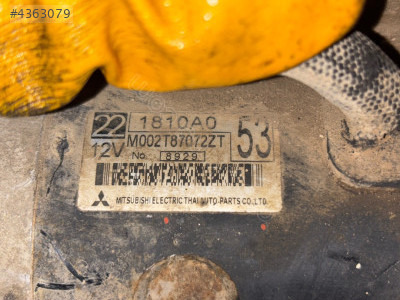 #4363079
22 1810A0 53
12V M002T87072ZT
No. 8929
MITSUBISHI ELECTRIC THAI AUTO-PARTS CO.,LTD.